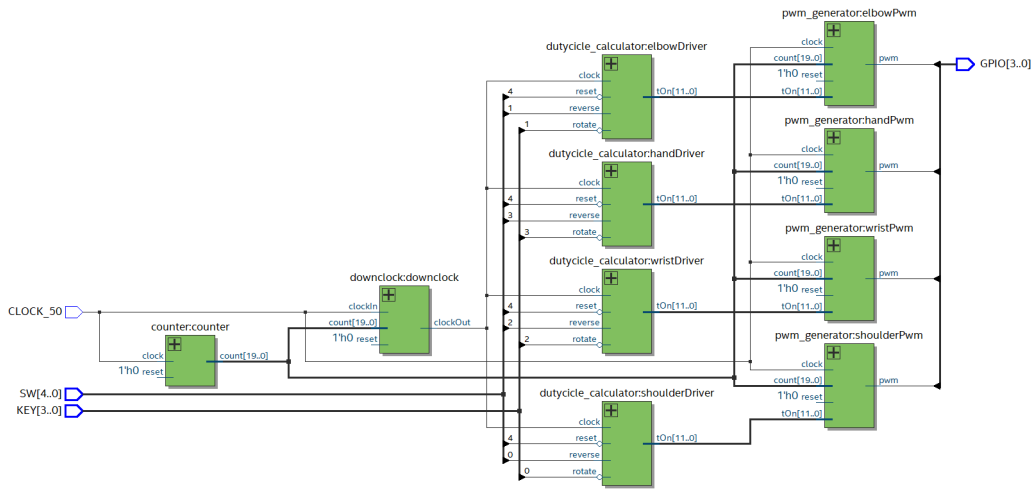 pwm_generator:elbowPwm
clock
count[19..0]
1'h0 reset
tOn[11..0]
pwm
GPIO[3..0]
dutycicle_calculator:elbowDriver
clock
4 reset
1 reverse
1 rotate
tOn[11..0]
pwm_generator:handPwm
clock
count[19..0]
1'h0 reset
tOn[11..0]
pwm
dutycicle_calculator:handDriver
clock
4 reset
3 reverse
3 rotate
tOn[11..0]
pwm_generator:wristPwm
clock
count[19..0]
1'h0 reset
tOn[11..0]
pwm
dutycicle_calculator:wristDriver
clock
4 reset
2 reverse
2 rotate
tOn[11..0]
downclock:downclock
clockIn
count[19..0]
1'h0 reset
clockOut
CLOCK_50
counter:counter
clock
1'h0 reset
count[19..0]
pwm_generator:shoulderPwm
clock
count[19..0]
1'h0 reset
tOn[11..0]
pwm
SW[4..0]
KEY[3..0]
dutycicle_calculator:shoulderDriver
clock
4 reset
0 reverse
0 rotate
tOn[11..0]